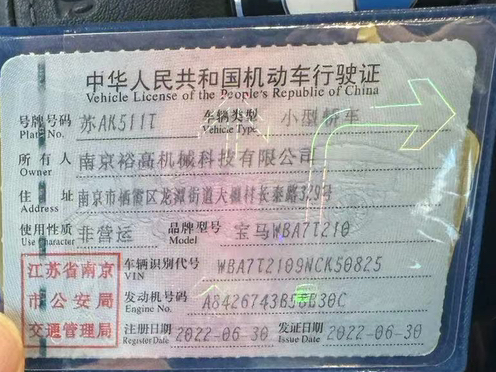 中华人民共和国机动车行驶证
Vehicle License of the People's Republic of China
号牌号码 苏AK511T 车辆类型 小型轿车
Plate No. Vehicle Type
所有人 南京裕高机械科技有限公司
Owner
住址 南京市栖霞区龙潭街道大棚村长秦路329号
Address
使用性质 非营运 品牌型号 宝马WBA7T210
Use Character Model
江苏省南京
市公安局
交通管理局
车辆识别代号 WBA7T2109NCK50825
VIN
发动机号码
Engine No.
注册日期 2022-06-30 发证日期 2022-06-30
Register Date Issue Date